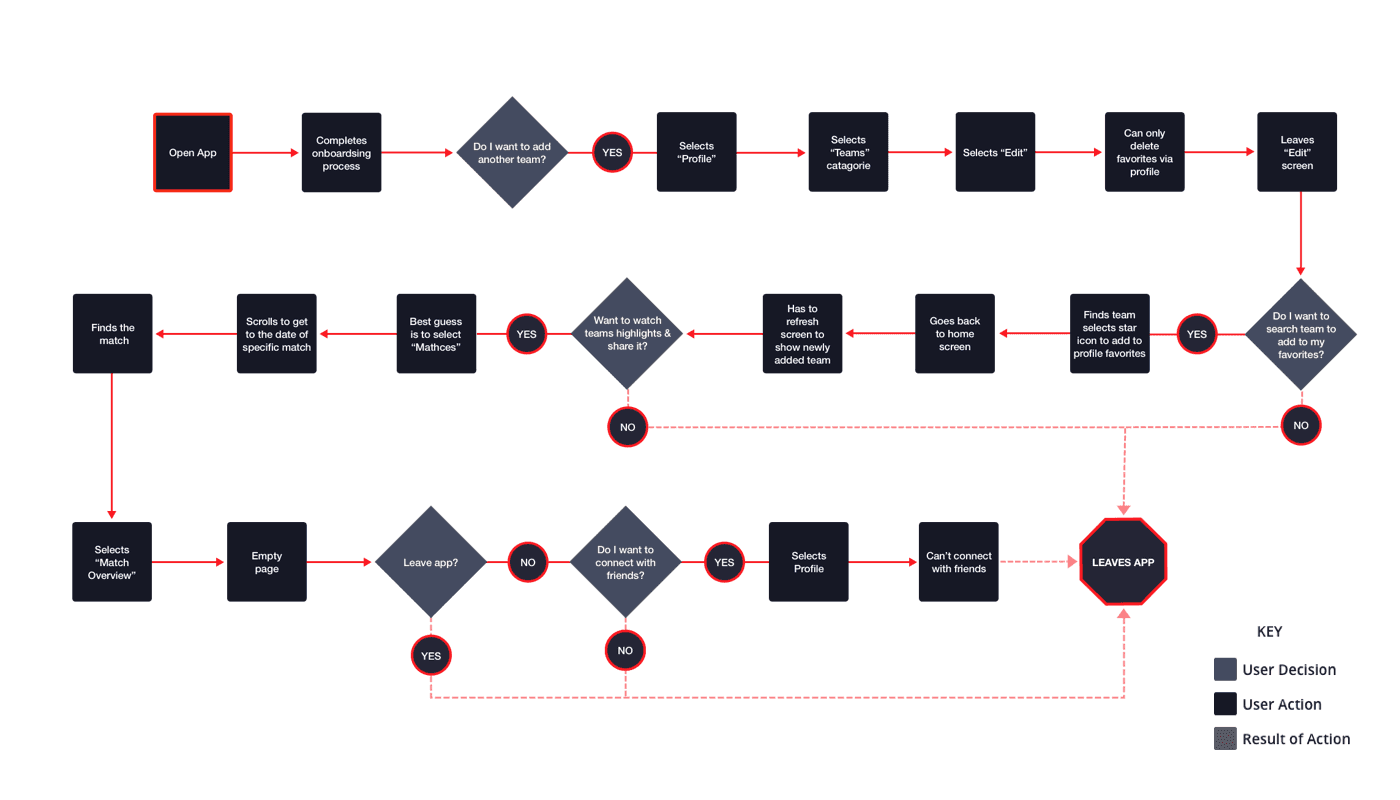 Open App
Completes
onboardsing
process
Do I want to add
another team?
YES
Selects
“Profile”
Selects
“Teams”
catagorie
Selects “Edit”
Can only
delete
favorites via
profile
Leaves
“Edit”
screen
Finds the
match
Scrolls to get
to the date of
specific match
Best guess
is to select
“Mathces”
YES
Want to watch
teams highlights &
share it?
Has to
refresh
screen to
show newly
added team
Goes back
to home
screen
Finds team
selects star
icon to add to
profile favorites
YES
Do I want to
search team to
add to my
favorites?
NO
NO
Selects
“Match
Overview”
Empty
page
Leave app?
NO
Do I want to
connect with
friends?
YES
Selects
Profile
Can’t connect
with friends
LEAVES APP
YES
NO
KEY
User Decision
User Action
Result of Action